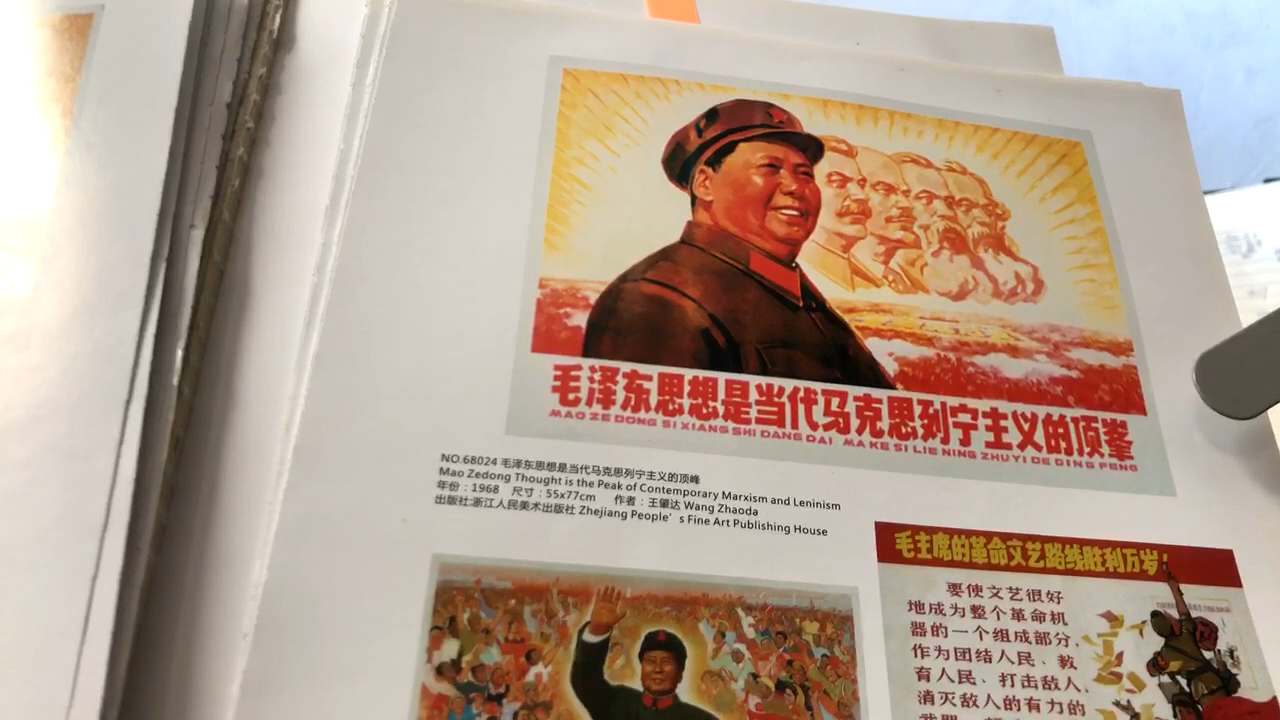 毛泽东思想是当代马克思列宁主义的顶峯
MAO ZE DONG SI XIANG SHI DANG DAI MA KE SI LIE NING ZHU YI DE DING FENG
NO.68024 毛泽东思想是当代马克思列宁主义的顶峰
Mao Zedong Thought is the Peak of Contemporary Marxism and Leninism
年份：1968 尺寸：55x77cm 作者：王肇达 Wang Zhaoda
出版社:浙江人民美术出版社 Zhejiang People's Fine Art Publishing House
毛主席的革命文艺路线胜利万岁！
要使文艺很好
地成为整个革命机
器的一个组成部分，
作为团结人民、教
育人民、打击敌人、
消灭敌人的有力的